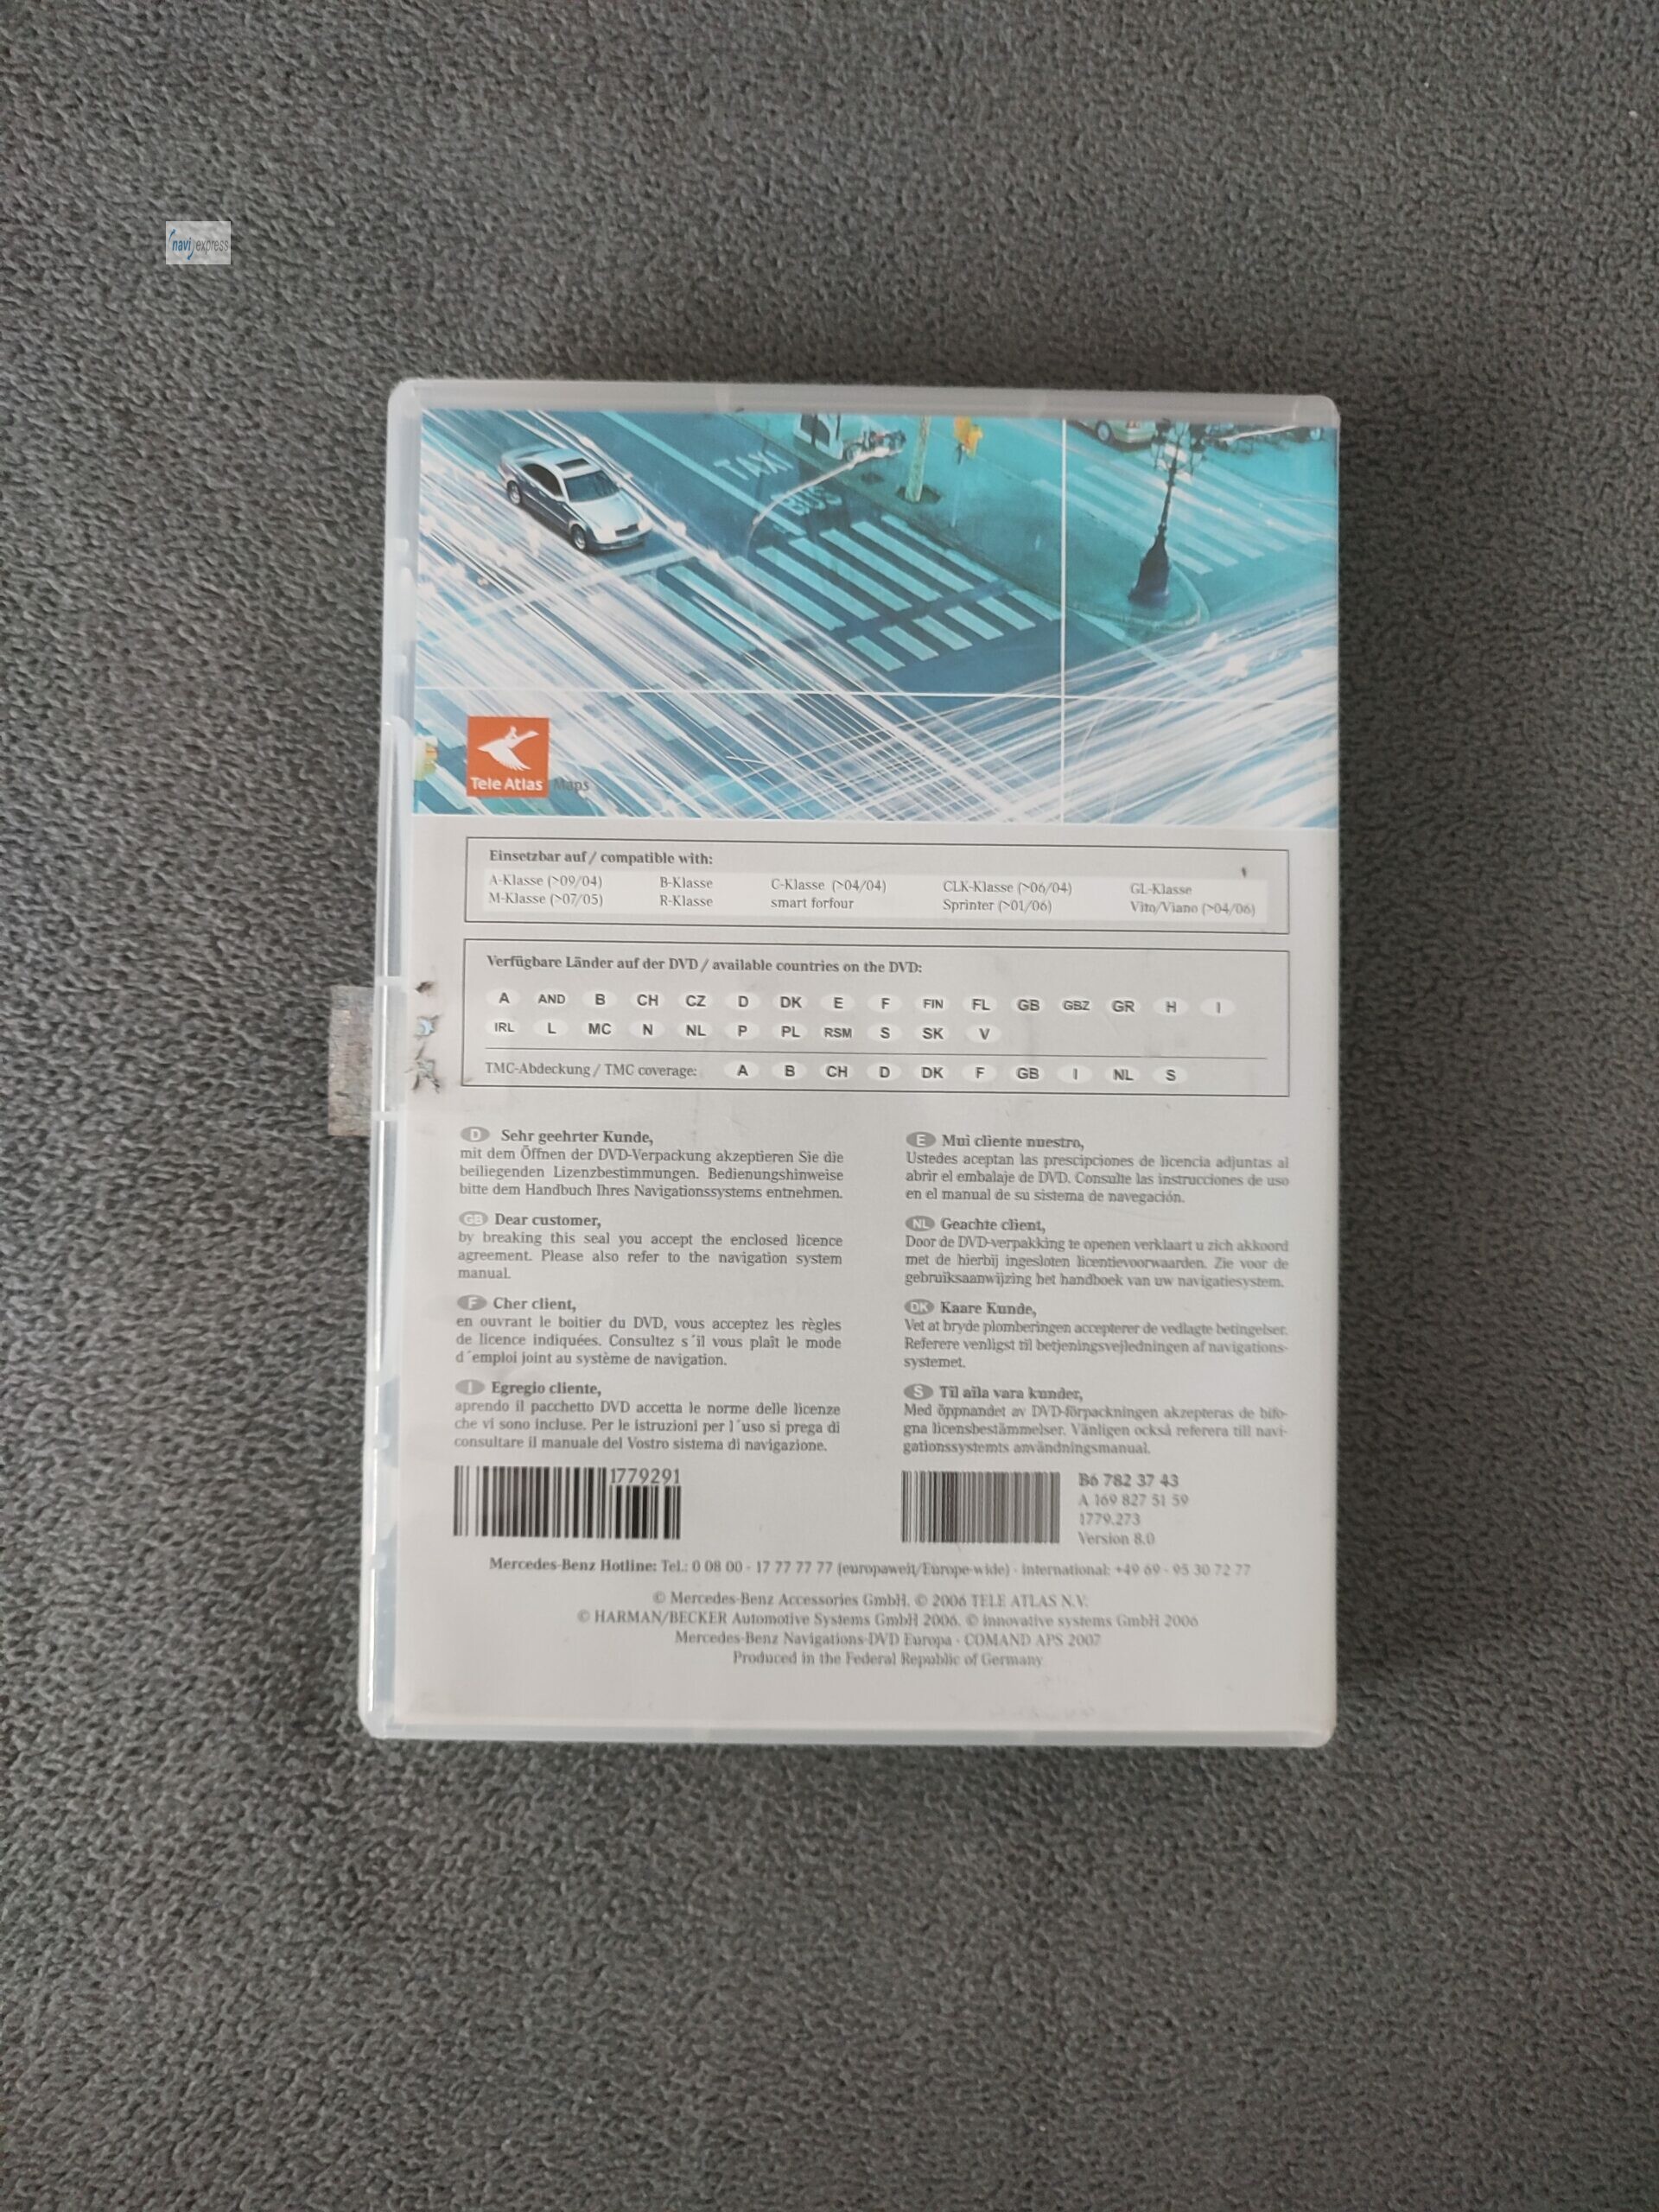 navi express
TAXI
BUS
Tele Atlas Maps
Einsetzbar auf / compatible with:
A-Klasse (>09/04) B-Klasse C-Klasse (>04/04) CLK-Klasse (>06/04) GL-Klasse
M-Klasse (>07/05) R-Klasse smart forfour Sprinter (>01/06) Vito/Viano (>04/06)
Verfügbare Länder auf der DVD / available countries on the DVD:
A AND B CH CZ D DK E F FIN FL GB GBZ GR H I
IRL L MC N NL P PL RSM S SK V
TMC-Abdeckung / TMC coverage: A B CH D DK F GB I NL S
D Sehr geehrter Kunde,
mit dem Öffnen der DVD-Verpackung akzeptieren Sie die
beiliegenden Lizenzbestimmungen. Bedienungshinweise
bitte dem Handbuch Ihres Navigationssystems entnehmen.
GB Dear customer,
by breaking this seal you accept the enclosed licence
agreement. Please also refer to the navigation system
manual.
F Cher client,
en ouvrant le boitier du DVD, vous acceptez les règles
de licence indiquées. Consultez s´il vous plaît le mode
d´emploi joint au système de navigation.
I Egregio cliente,
aprendo il pacchetto DVD accetta le norme delle licenze
che vi sono incluse. Per le istruzioni per l´uso si prega di
consultare il manuale del Vostro sistema di navigazione.
E Mui cliente nuestro,
Ustedes aceptan las prescipciones de licencia adjuntas al
abrir el embalaje de DVD. Consulte las instrucciones de uso
en el manual de su sistema de navegación.
NL Geachte client,
Door de DVD-verpakking te openen verklaart u zich akkoord
met de hierbij ingesloten licentievoorwaarden. Zie voor de
gebruiksaanwijzing het handboek van uw navigatiesystem.
DK Kaare Kunde,
Vet at bryde plomberingen accepterer de vedlagte betingelser.
Referere venligst til betjeningsvejledningen af navigations-
systemet.
S Til alla vara kunder,
Med öppnandet av DVD-förpackningen akzepteras de bifo-
gna licensbestämmelser. Vänligen också referera till navi-
gationssystemts användningsmanual.
1779291
B6 782 37 43
A 169 827 51 59
1779.273
Version 8.0
Mercedes-Benz Hotline: Tel.: 0 08 00 - 17 77 77 77 (europaweit/Europe-wide) - international: +49 69 - 95 30 72 77
© Mercedes-Benz Accessories GmbH. © 2006 TELE ATLAS N.V.
© HARMAN/BECKER Automotive Systems GmbH 2006. © innovative systems GmbH 2006
Mercedes-Benz Navigations-DVD Europa - COMAND APS 2007
Produced in the Federal Republic of Germany